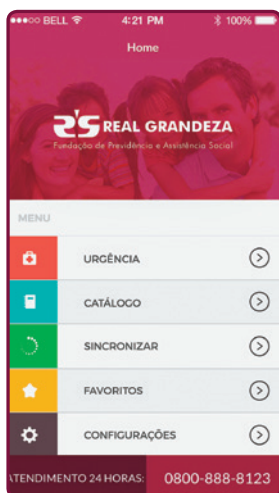 BELL 4:21 PM 100%
Home
REAL GRANDEZA
Fundação de Previdência e Assistência Social
MENU
URGÊNCIA
CATÁLOGO
SINCRONIZAR
FAVORITOS
CONFIGURAÇÕES
ATENDIMENTO 24 HORAS: 0800-888-8123